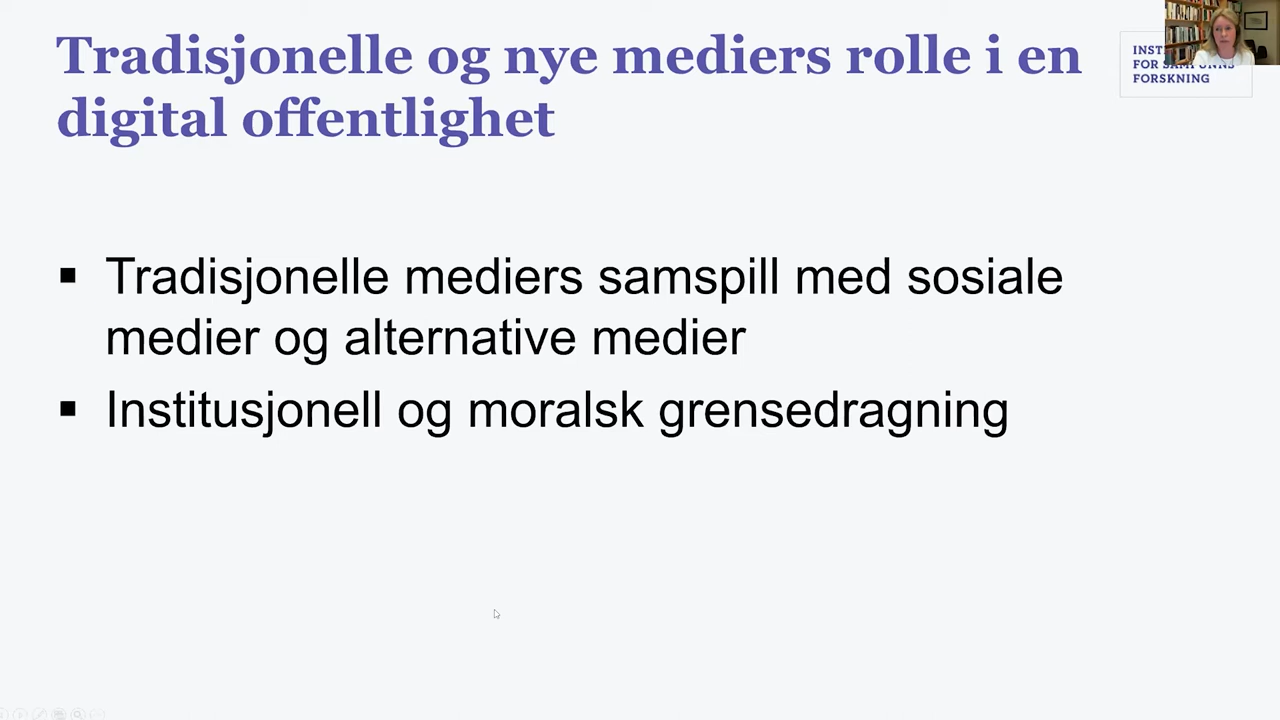 Tradisjonelle og nye mediers rolle i en
digital offentlighet
INST
FOR SAMFUNNS
FORSKNING
▪ Tradisjonelle mediers samspill med sosiale
medier og alternative medier
▪ Institusjonell og moralsk grensedragning